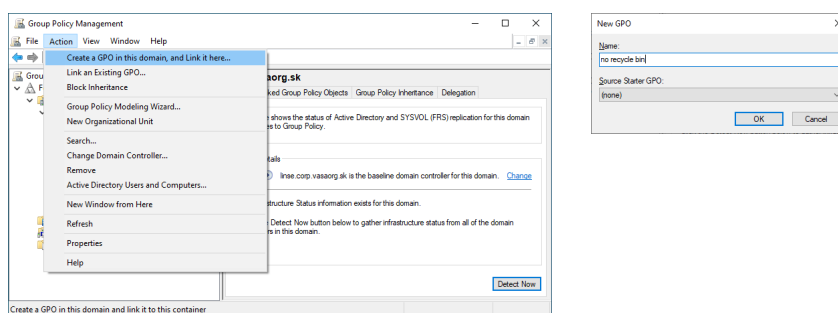 Group Policy Management
File Action View Window Help
Create a GPO in this domain, and Link it here...
Link an Existing GPO...
Block Inheritance
Group Policy Modeling Wizard...
New Organizational Unit
Search...
Change Domain Controller...
Remove
Active Directory Users and Computers...
New Window from Here
Refresh
Properties
Help
Grou
F
aorg.sk
ked Group Policy Objects Group Policy Inheritance Delegation
shows the status of Active Directory and SYSVOL (FRS) replication for this domain
es to Group Policy.
tails
linse.corp.vasaorg.sk is the baseline domain controller for this domain. Change
structure Status information exists for this domain.
Detect Now button below to gather infrastructure status from all of the domain
rs in this domain.
Detect Now
Create a GPO in this domain and link it to this container
New GPO
Name:
no recycle bin
Source Starter GPO:
(none)
OK Cancel